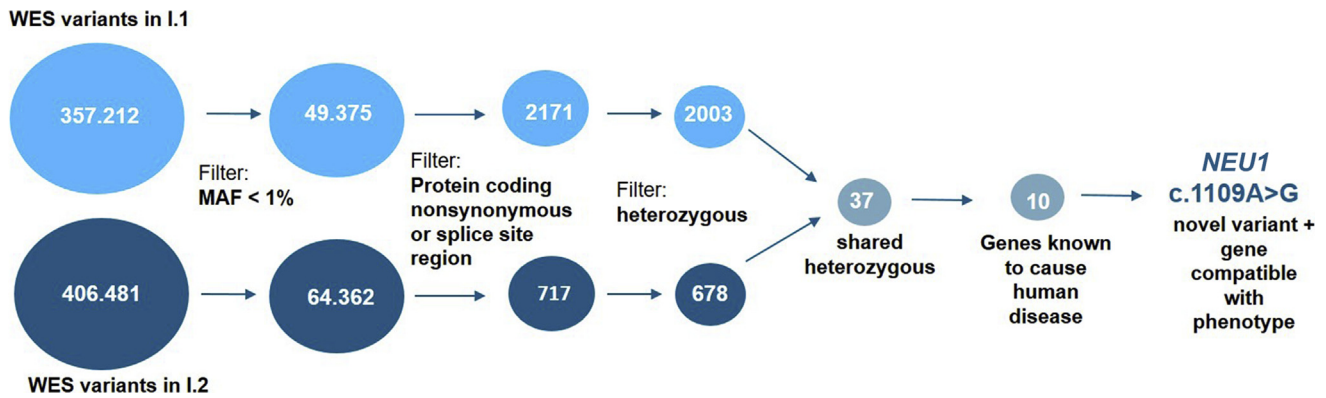 WES variants in I.1
357.212
49.375
2171
2003
Filter:
MAF < 1%
Filter:
Protein coding
nonsynonymous
or splice site
region
Filter:
heterozygous
37
shared
heterozygous
10
Genes known
to cause
human
disease
NEU1
c.1109A>G
novel variant +
gene
compatible
with
phenotype
406.481
64.362
717
678
WES variants in I.2